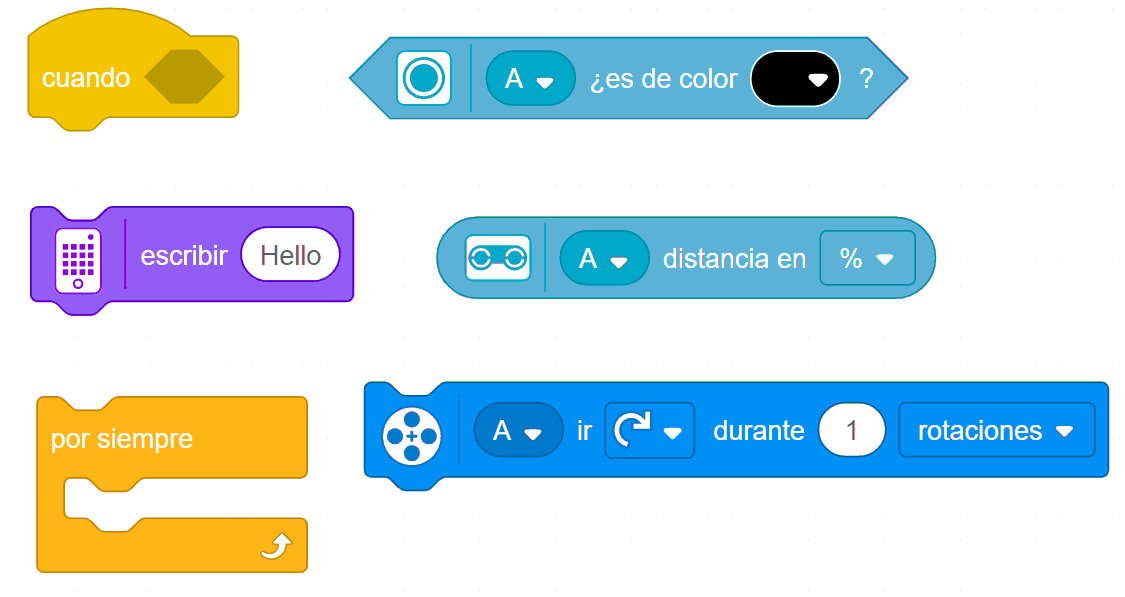 cuando
A ¿es de color ?
escribir Hello
A distancia en %
por siempre
A ir durante 1 rotaciones